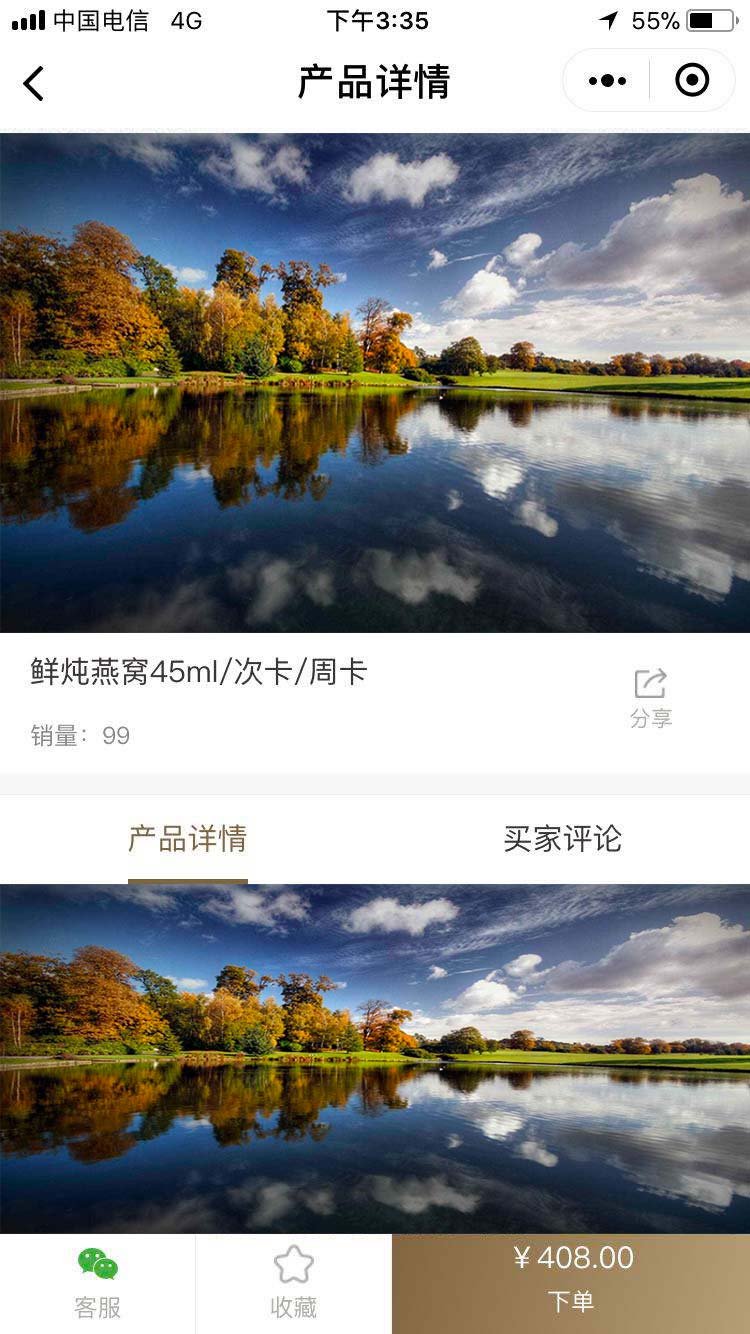 中国电信 4G 下午3:35 55%
产品详情
鲜炖燕窝45ml/次卡/周卡
分享
销量：99
产品详情 买家评论
¥408.00
客服 收藏 下单